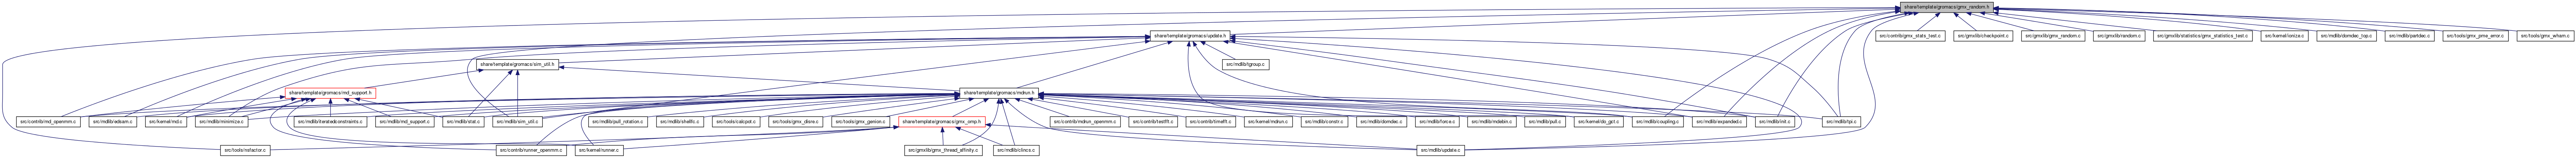 share/template/gromacs/gmx_random.h
share/template/gromacs/update.h
src/contrib/gmx_stats_test.c
src/gmxlib/checkpoint.c
src/gmxlib/gmx_random.c
src/gmxlib/random.c
src/gmxlib/statistics/gmx_statistics_test.c
src/kernel/ionize.c
src/mdlib/domdec_top.c
src/mdlib/partdec.c
src/tools/gmx_pme_error.c
src/tools/gmx_wham.c
share/template/gromacs/sim_util.h
src/mdlib/tgroup.c
share/template/gromacs/md_support.h
share/template/gromacs/mdrun.h
src/contrib/md_openmm.c
src/mdlib/edsam.c
src/kernel/md.c
src/mdlib/minimize.c
src/mdlib/iteratedconstraints.c
src/mdlib/md_support.c
src/mdlib/stat.c
src/mdlib/sim_util.c
src/mdlib/pull_rotation.c
src/mdlib/shellfc.c
src/tools/calcpot.c
src/tools/gmx_disre.c
src/tools/gmx_genion.c
share/template/gromacs/gmx_omp.h
src/contrib/mdrun_openmm.c
src/contrib/testfft.c
src/contrib/timefft.c
src/kernel/mdrun.c
src/mdlib/constr.c
src/mdlib/domdec.c
src/mdlib/force.c
src/mdlib/mdebin.c
src/mdlib/pull.c
src/kernel/do_gct.c
src/mdlib/coupling.c
src/mdlib/expanded.c
src/mdlib/init.c
src/mdlib/tpi.c
src/tools/nsfactor.c
src/contrib/runner_openmm.c
src/kernel/runner.c
src/gmxlib/gmx_thread_affinity.c
src/mdlib/clincs.c
src/mdlib/update.c